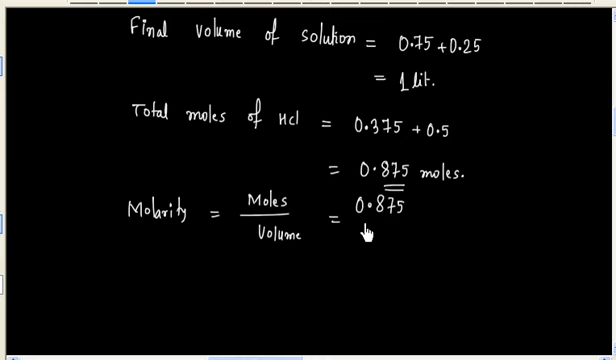 Final volume of solution = 0.75 + 0.25
= 1 lit.
Total moles of HCl = 0.375 + 0.5
= 0.875 moles.
Molarity = Moles / Volume = 0.875